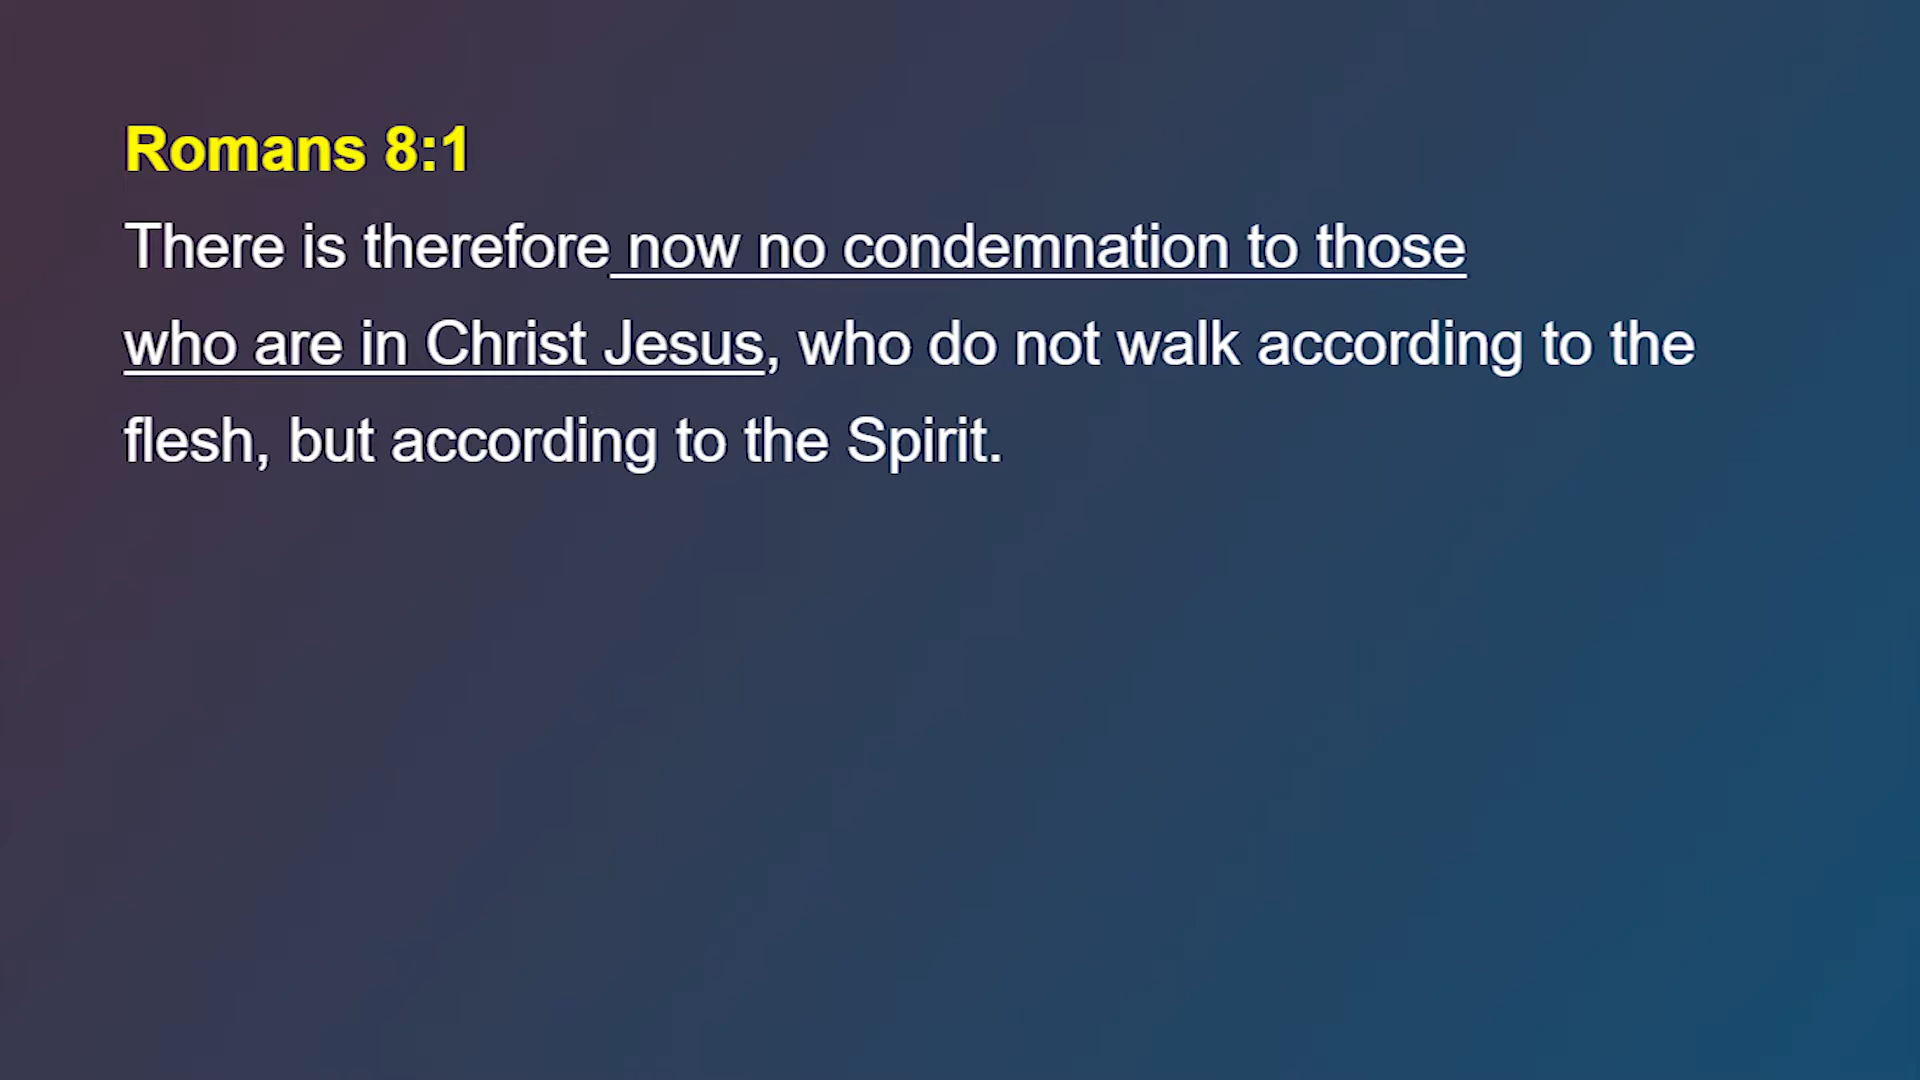 Romans 8:1
There is therefore now no condemnation to those
who are in Christ Jesus, who do not walk according to the
flesh, but according to the Spirit.